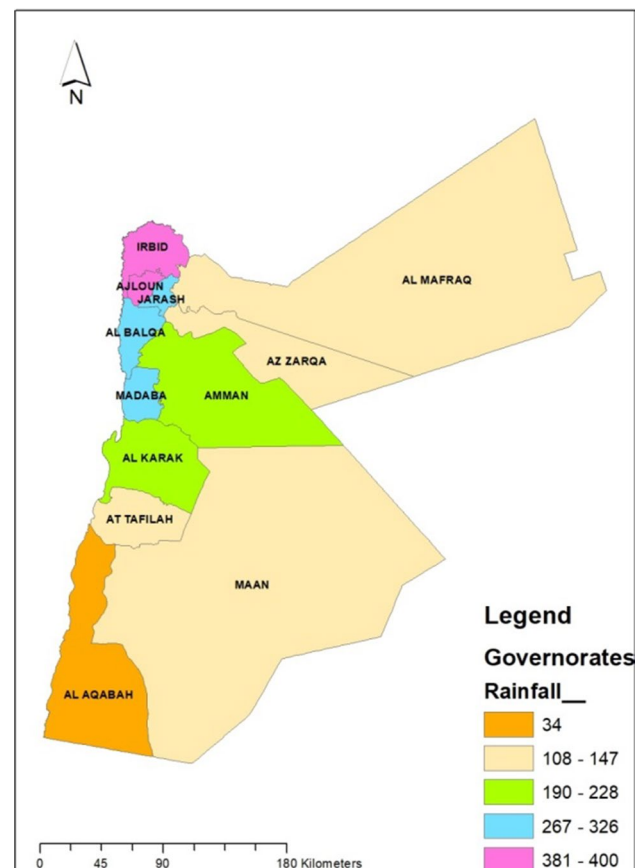 N
IRBID
AJLOUN
JARASH
AL MAFRAQ
AL BALQA
AZ ZARQA
MADABA
AMMAN
AL KARAK
AT TAFILAH
MAAN
AL AQABAH
Legend
Governorates
Rainfall__
34
108 - 147
190 - 228
267 - 326
381 - 400
0 45 90 180 Kilometers